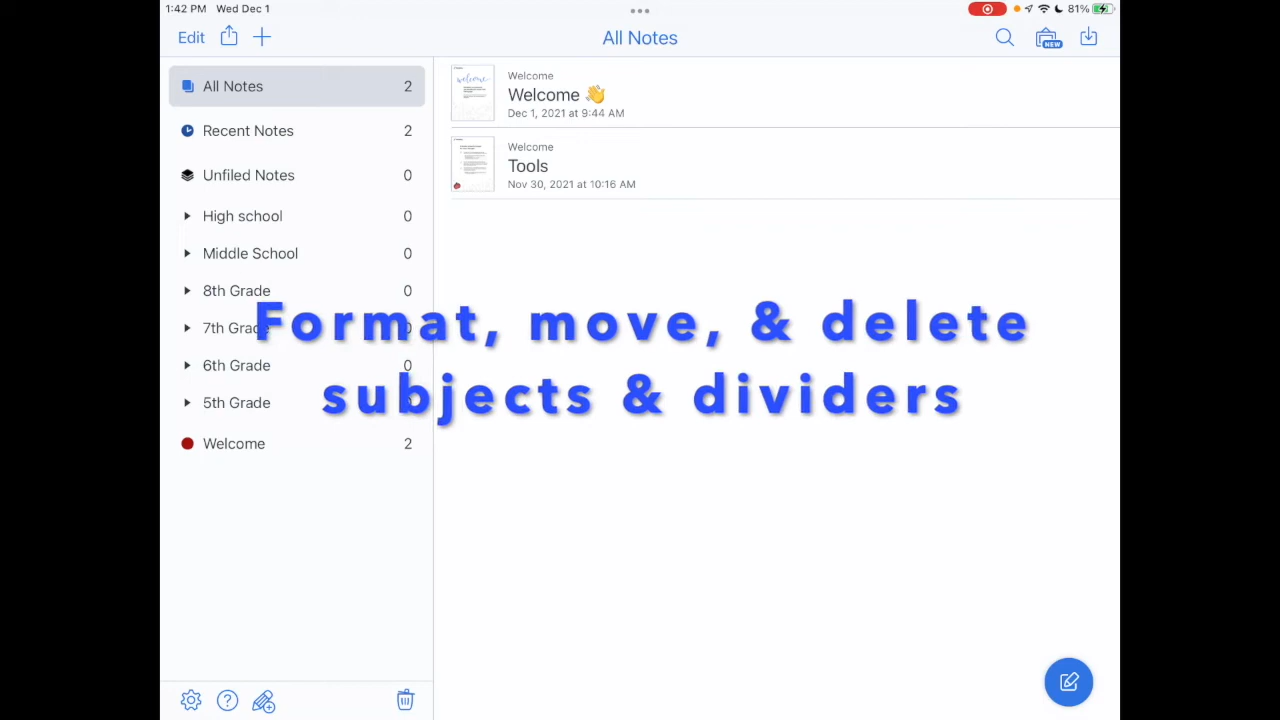 1:42 PM Wed Dec 1
81%
Edit
All Notes
NEW
All Notes 2
Recent Notes 2
Unfiled Notes 0
High school 0
Middle School 0
8th Grade 0
7th Grade 0
6th Grade 0
5th Grade
Welcome 2
Welcome
welcome
Welcome 👋
Dec 1, 2021 at 9:44 AM
Welcome
Tools
Nov 30, 2021 at 10:16 AM
Format, move, & delete
subjects & dividers